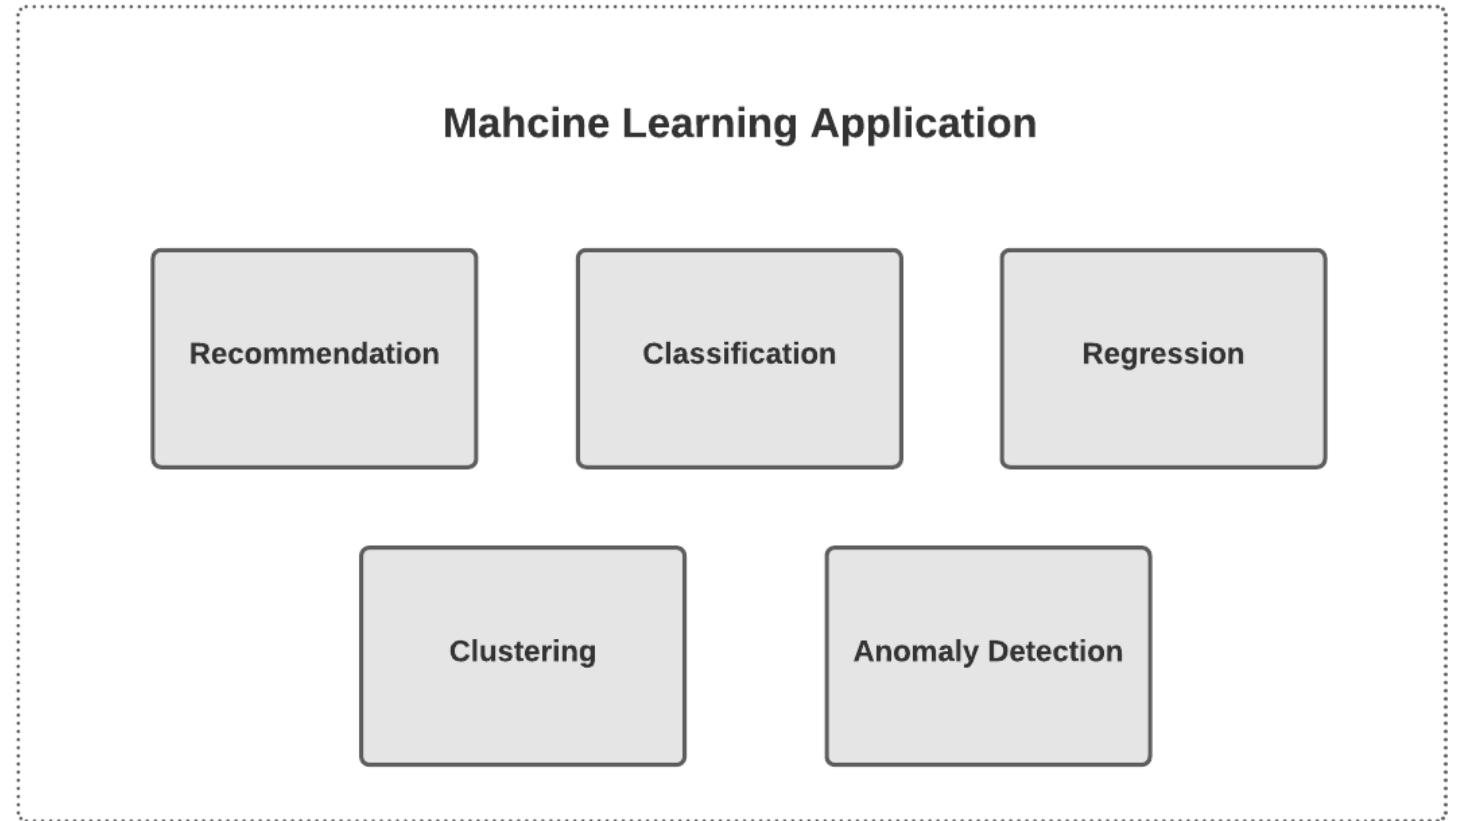 Mahcine Learning Application
Recommendation
Classification
Regression
Clustering
Anomaly Detection